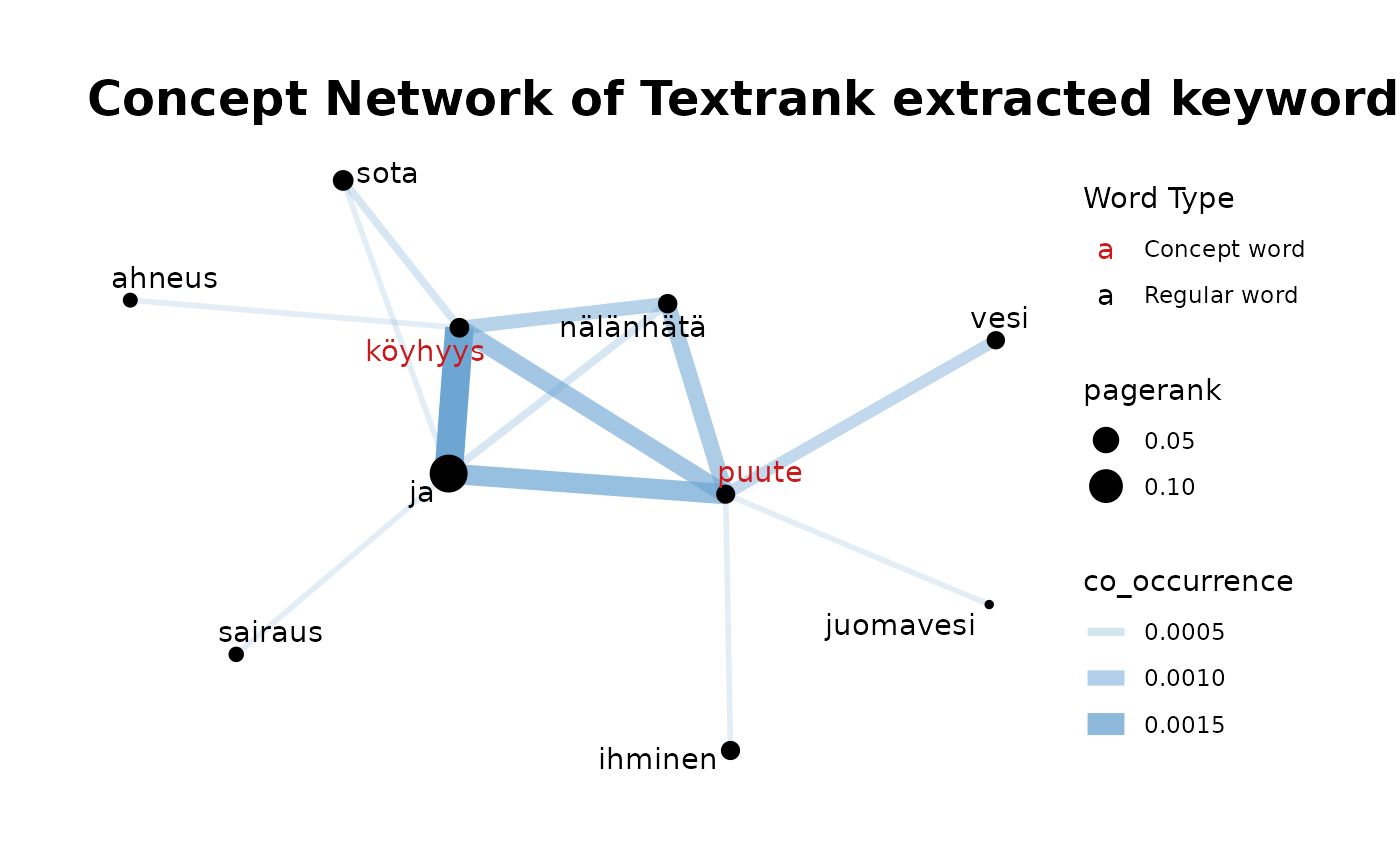 Concept Network of Textrank extracted keyword
sota
ahneus
nälänhätä
köyhyys
vesi
puute
ja
sairaus
juomavesi
ihminen
Word Type
a Concept word
a Regular word
pagerank
0.05
0.10
co_occurrence
0.0005
0.0010
0.0015